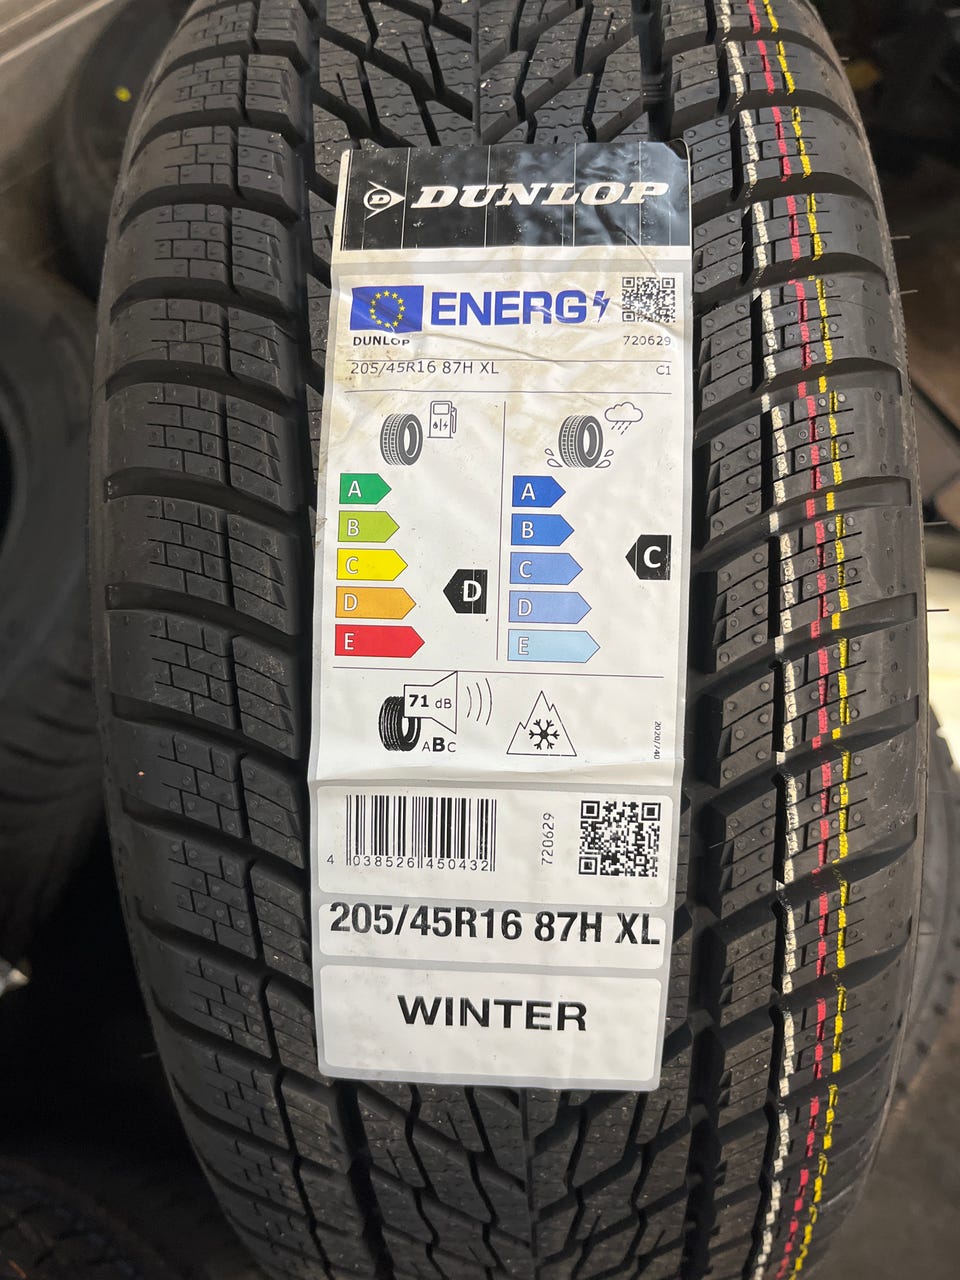 D DUNLOP
ENERG
DUNLOP
720629
205/45R16 87H XL
C1
A
B
C
D
E
D
A
B
C
D
E
C
71 dB
ABC
2020/740
4 038526 450432
720629
205/45R16 87H XL
WINTER